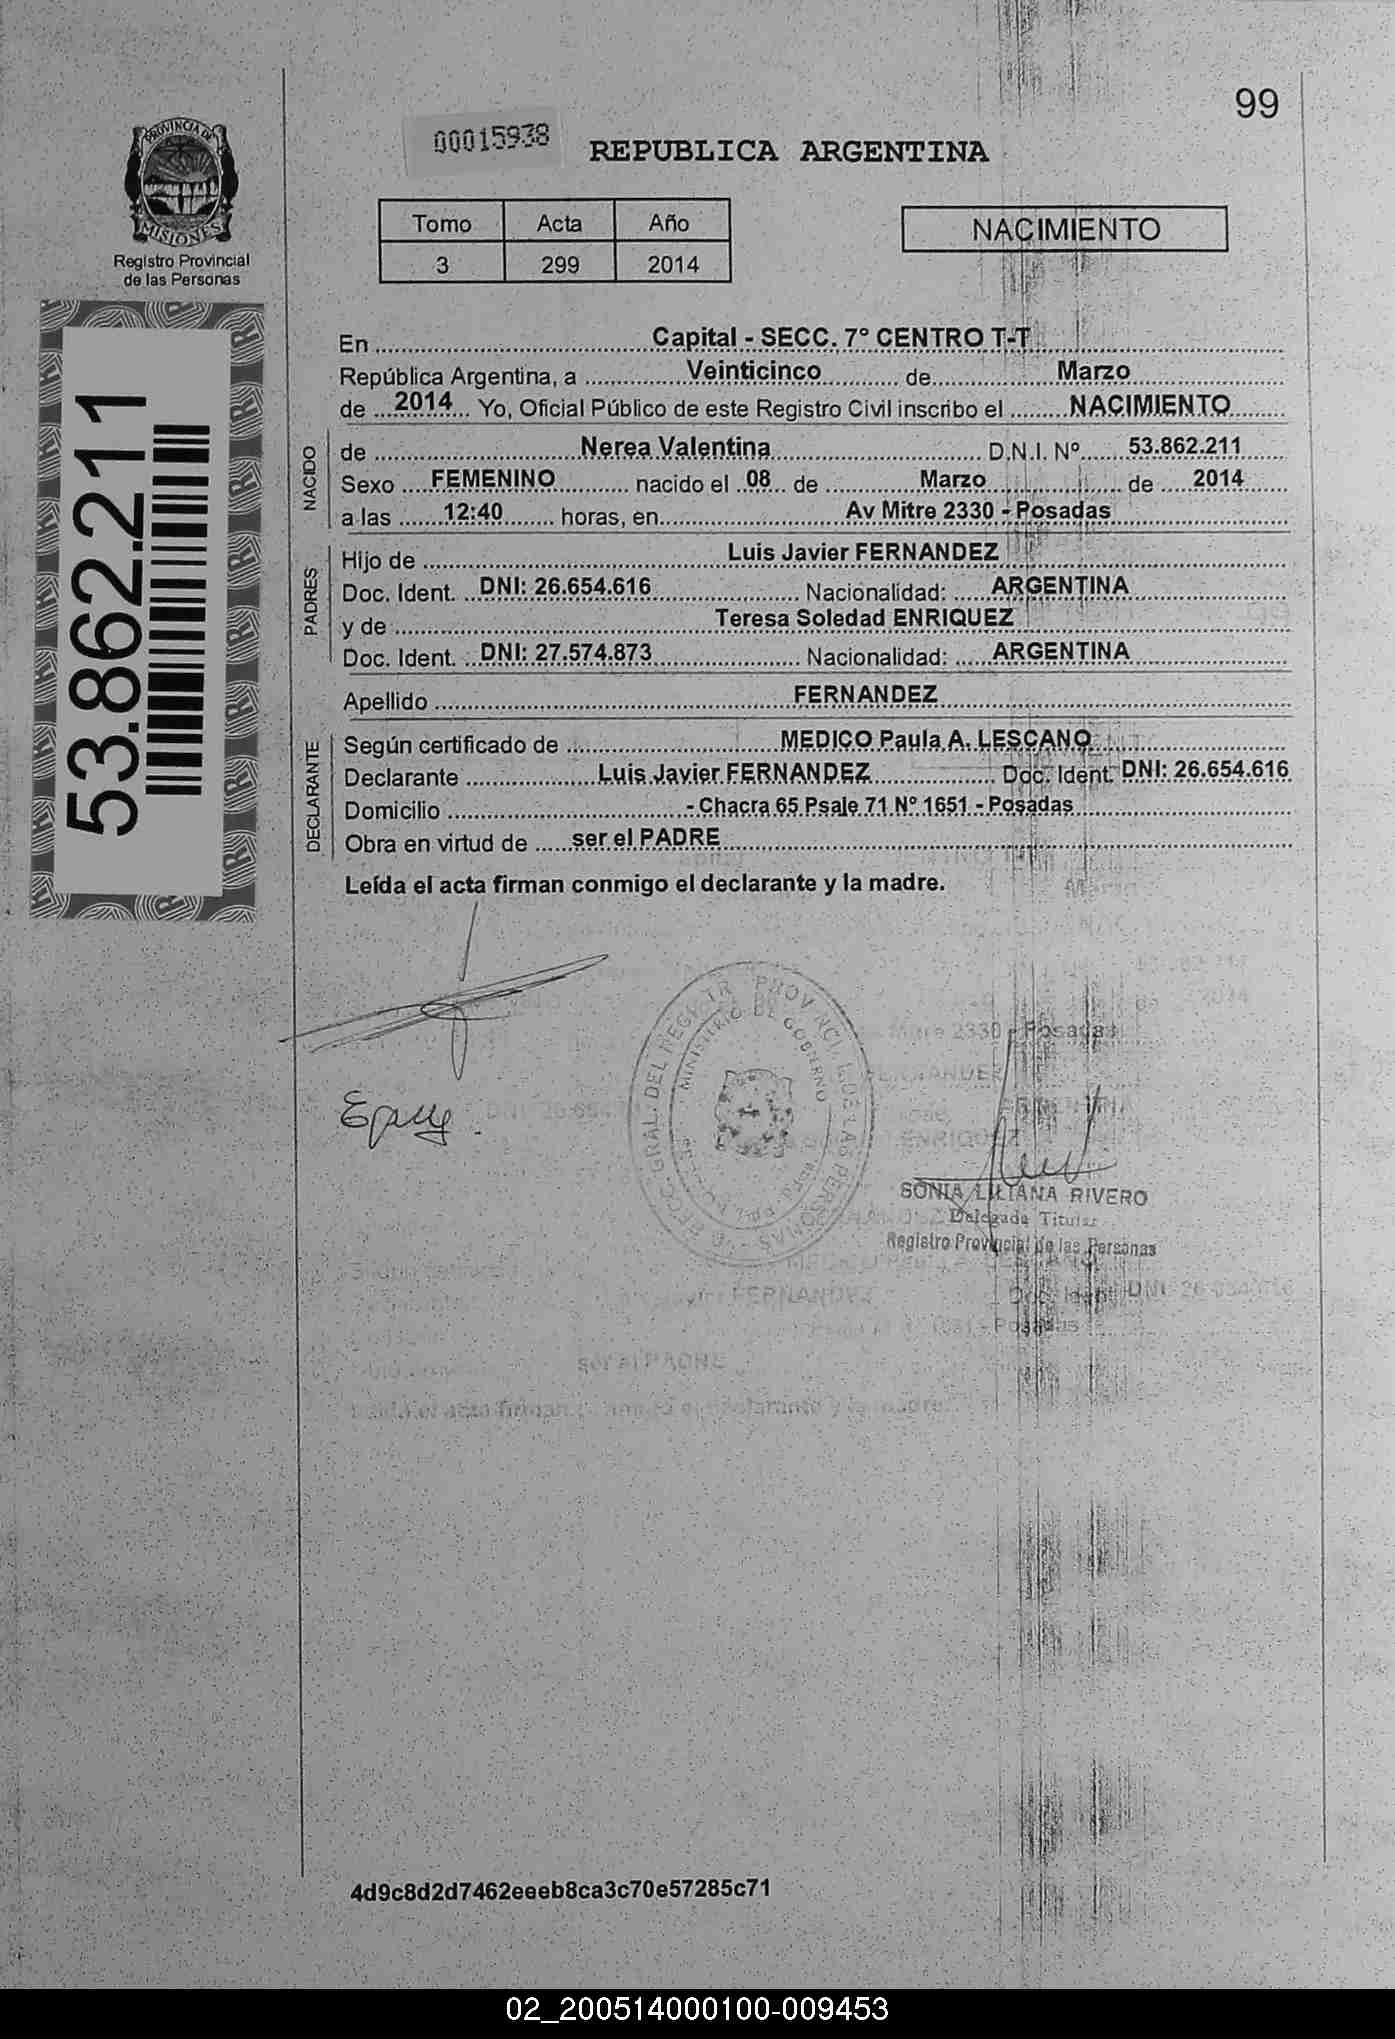 99
00015938
REPUBLICA ARGENTINA
PROVINCIA DE
MISIONES
Registro Provincial
de las Personas
Tomo Acta Año
3 299 2014
NACIMIENTO
53.862.211
En Capital - SECC. 7° CENTRO T-T
República Argentina, a Veinticinco de Marzo
de 2014 Yo, Oficial Público de este Registro Civil inscribo el NACIMIENTO
NACIDO
de Nerea Valentina D.N.I. Nº 53.862.211
Sexo FEMENINO nacido el 08 de Marzo de 2014
a las 12:40 horas, en Av Mitre 2330 - Posadas
PADRES
Hijo de Luis Javier FERNANDEZ
Doc. Ident. DNI: 26.654.616 Nacionalidad: ARGENTINA
y de Teresa Soledad ENRIQUEZ
Doc. Ident. DNI: 27.574.873 Nacionalidad: ARGENTINA
Apellido FERNANDEZ
DECLARANTE
Según certificado de MEDICO Paula A. LESCANO
Declarante Luis Javier FERNANDEZ Doc. Ident. DNI: 26.654.616
Domicilio - Chacra 65 Psaje 71 Nº 1651 - Posadas
Obra en virtud de ser el PADRE
Leída el acta firman conmigo el declarante y la madre.
MINISTERIO DE GOBIERNO
SONIA LILIANA RIVERO
Delegada Titular
Registro Provincial de las Personas
4d9c8d2d7462eeeb8ca3c70e57285c71
02_200514000100-009453